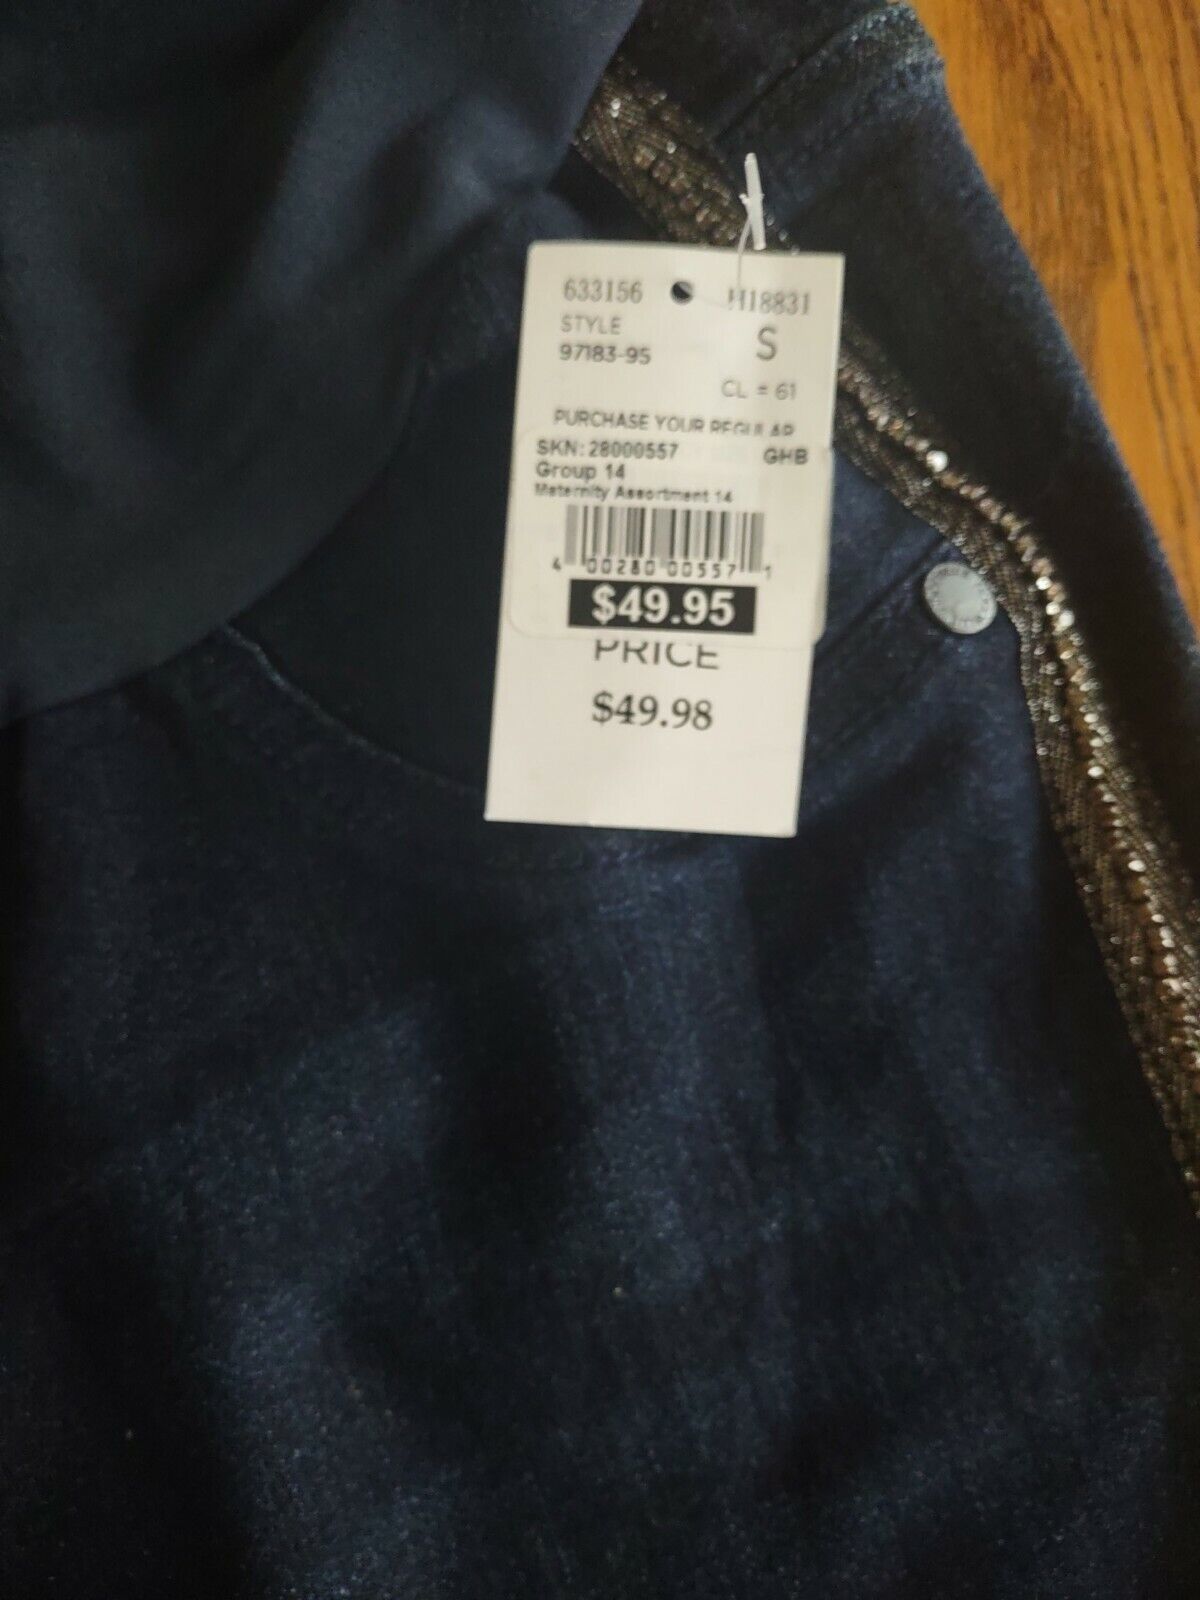 633156 H18831
STYLE S
97183-95
CL = 61
PURCHASE YOUR REGULAR
SKN: 28000557 GHB
Group 14
Maternity Assortment 14
4 00280 00557 1
$49.95
PRICE
$49.98